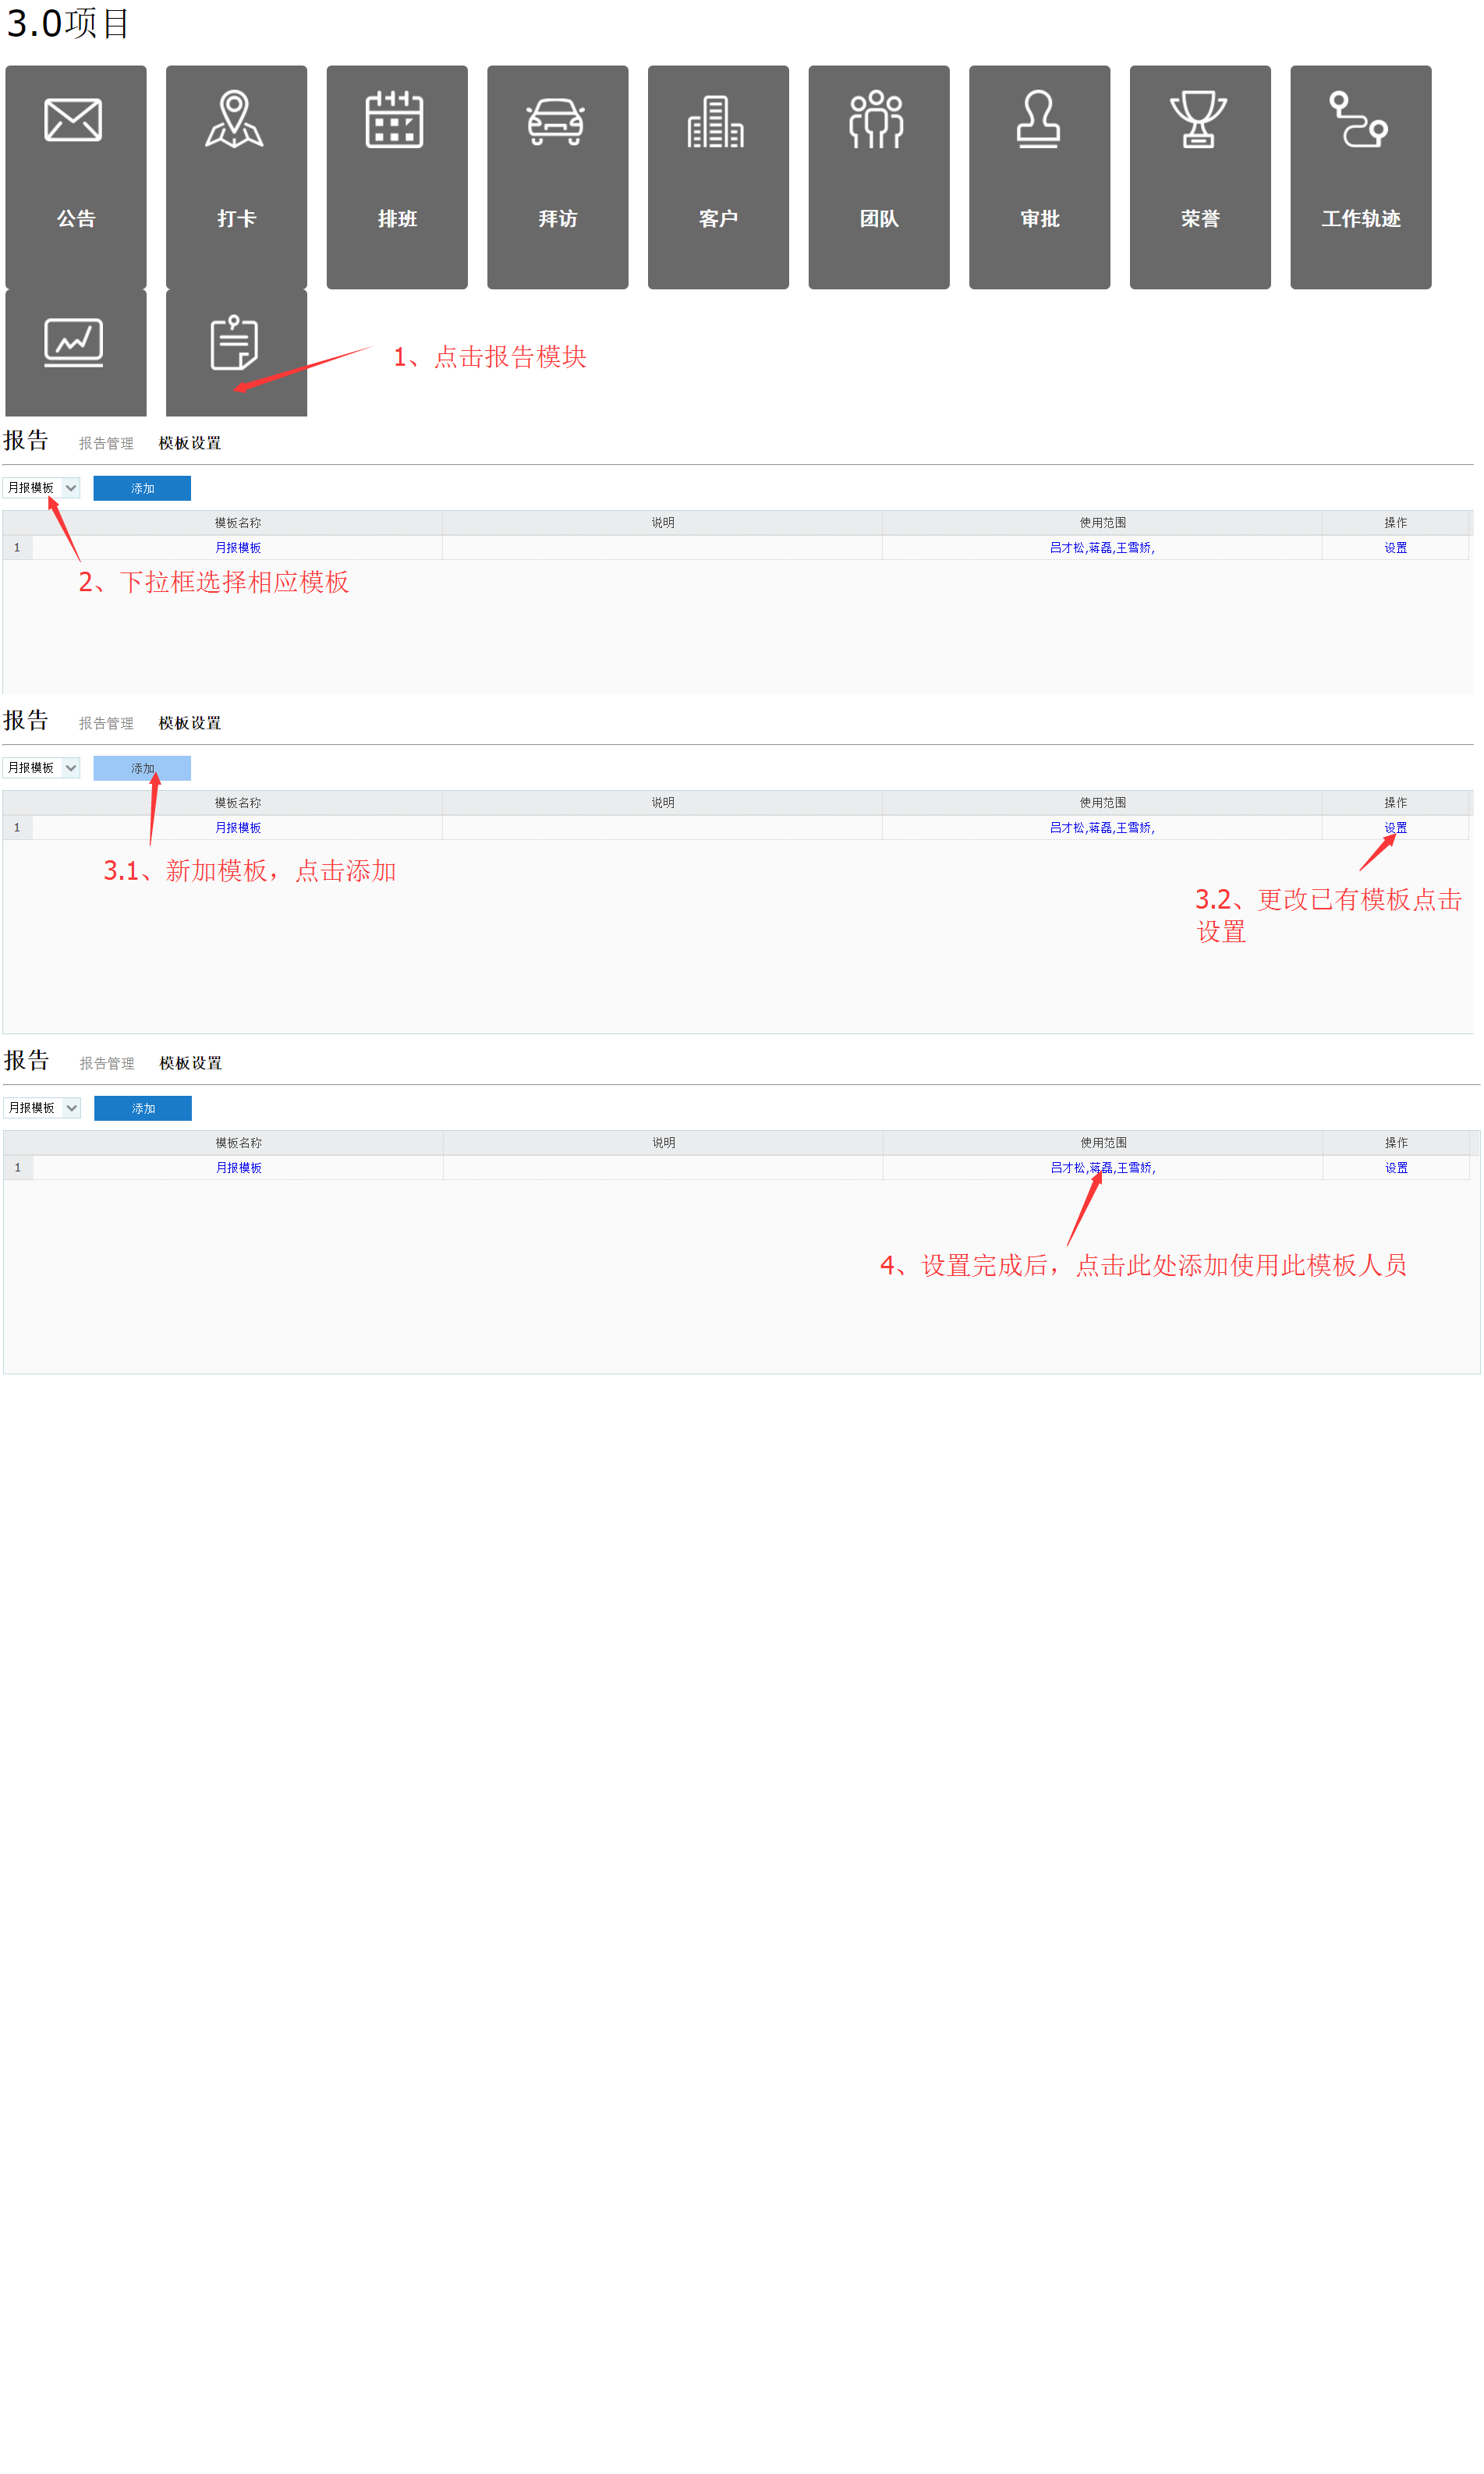 3.0项目
公告 打卡 排班 拜访 客户 团队 审批 荣誉 工作轨迹
1、点击报告模块
报告 报告管理 模板设置
月报模板 添加
模板名称 说明 使用范围 操作
1 月报模板 吕才松,蒋磊,王雪娇, 设置
2、下拉框选择相应模板
报告 报告管理 模板设置
月报模板 添加
模板名称 说明 使用范围 操作
1 月报模板 吕才松,蒋磊,王雪娇, 设置
3.1、新加模板，点击添加
3.2、更改已有模板点击
设置
报告 报告管理 模板设置
月报模板 添加
模板名称 说明 使用范围 操作
1 月报模板 吕才松,蒋磊,王雪娇, 设置
4、设置完成后，点击此处添加使用此模板人员